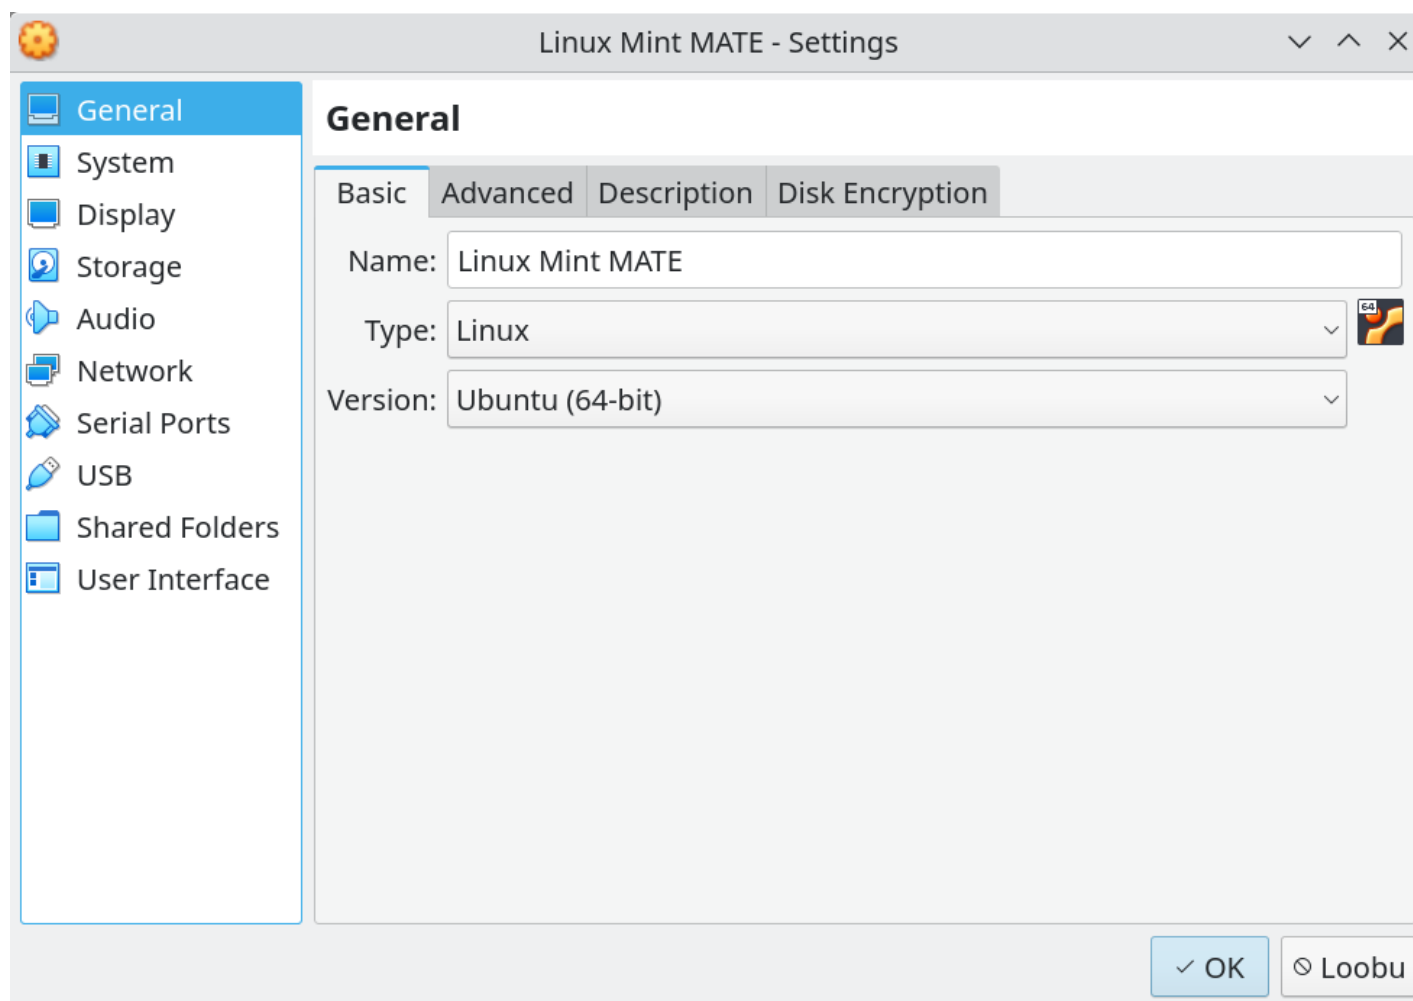 Linux Mint MATE - Settings
General
System
Display
Storage
Audio
Network
Serial Ports
USB
Shared Folders
User Interface
General
Basic Advanced Description Disk Encryption
Name: Linux Mint MATE
Type: Linux
64
Version: Ubuntu (64-bit)
OK Loobu